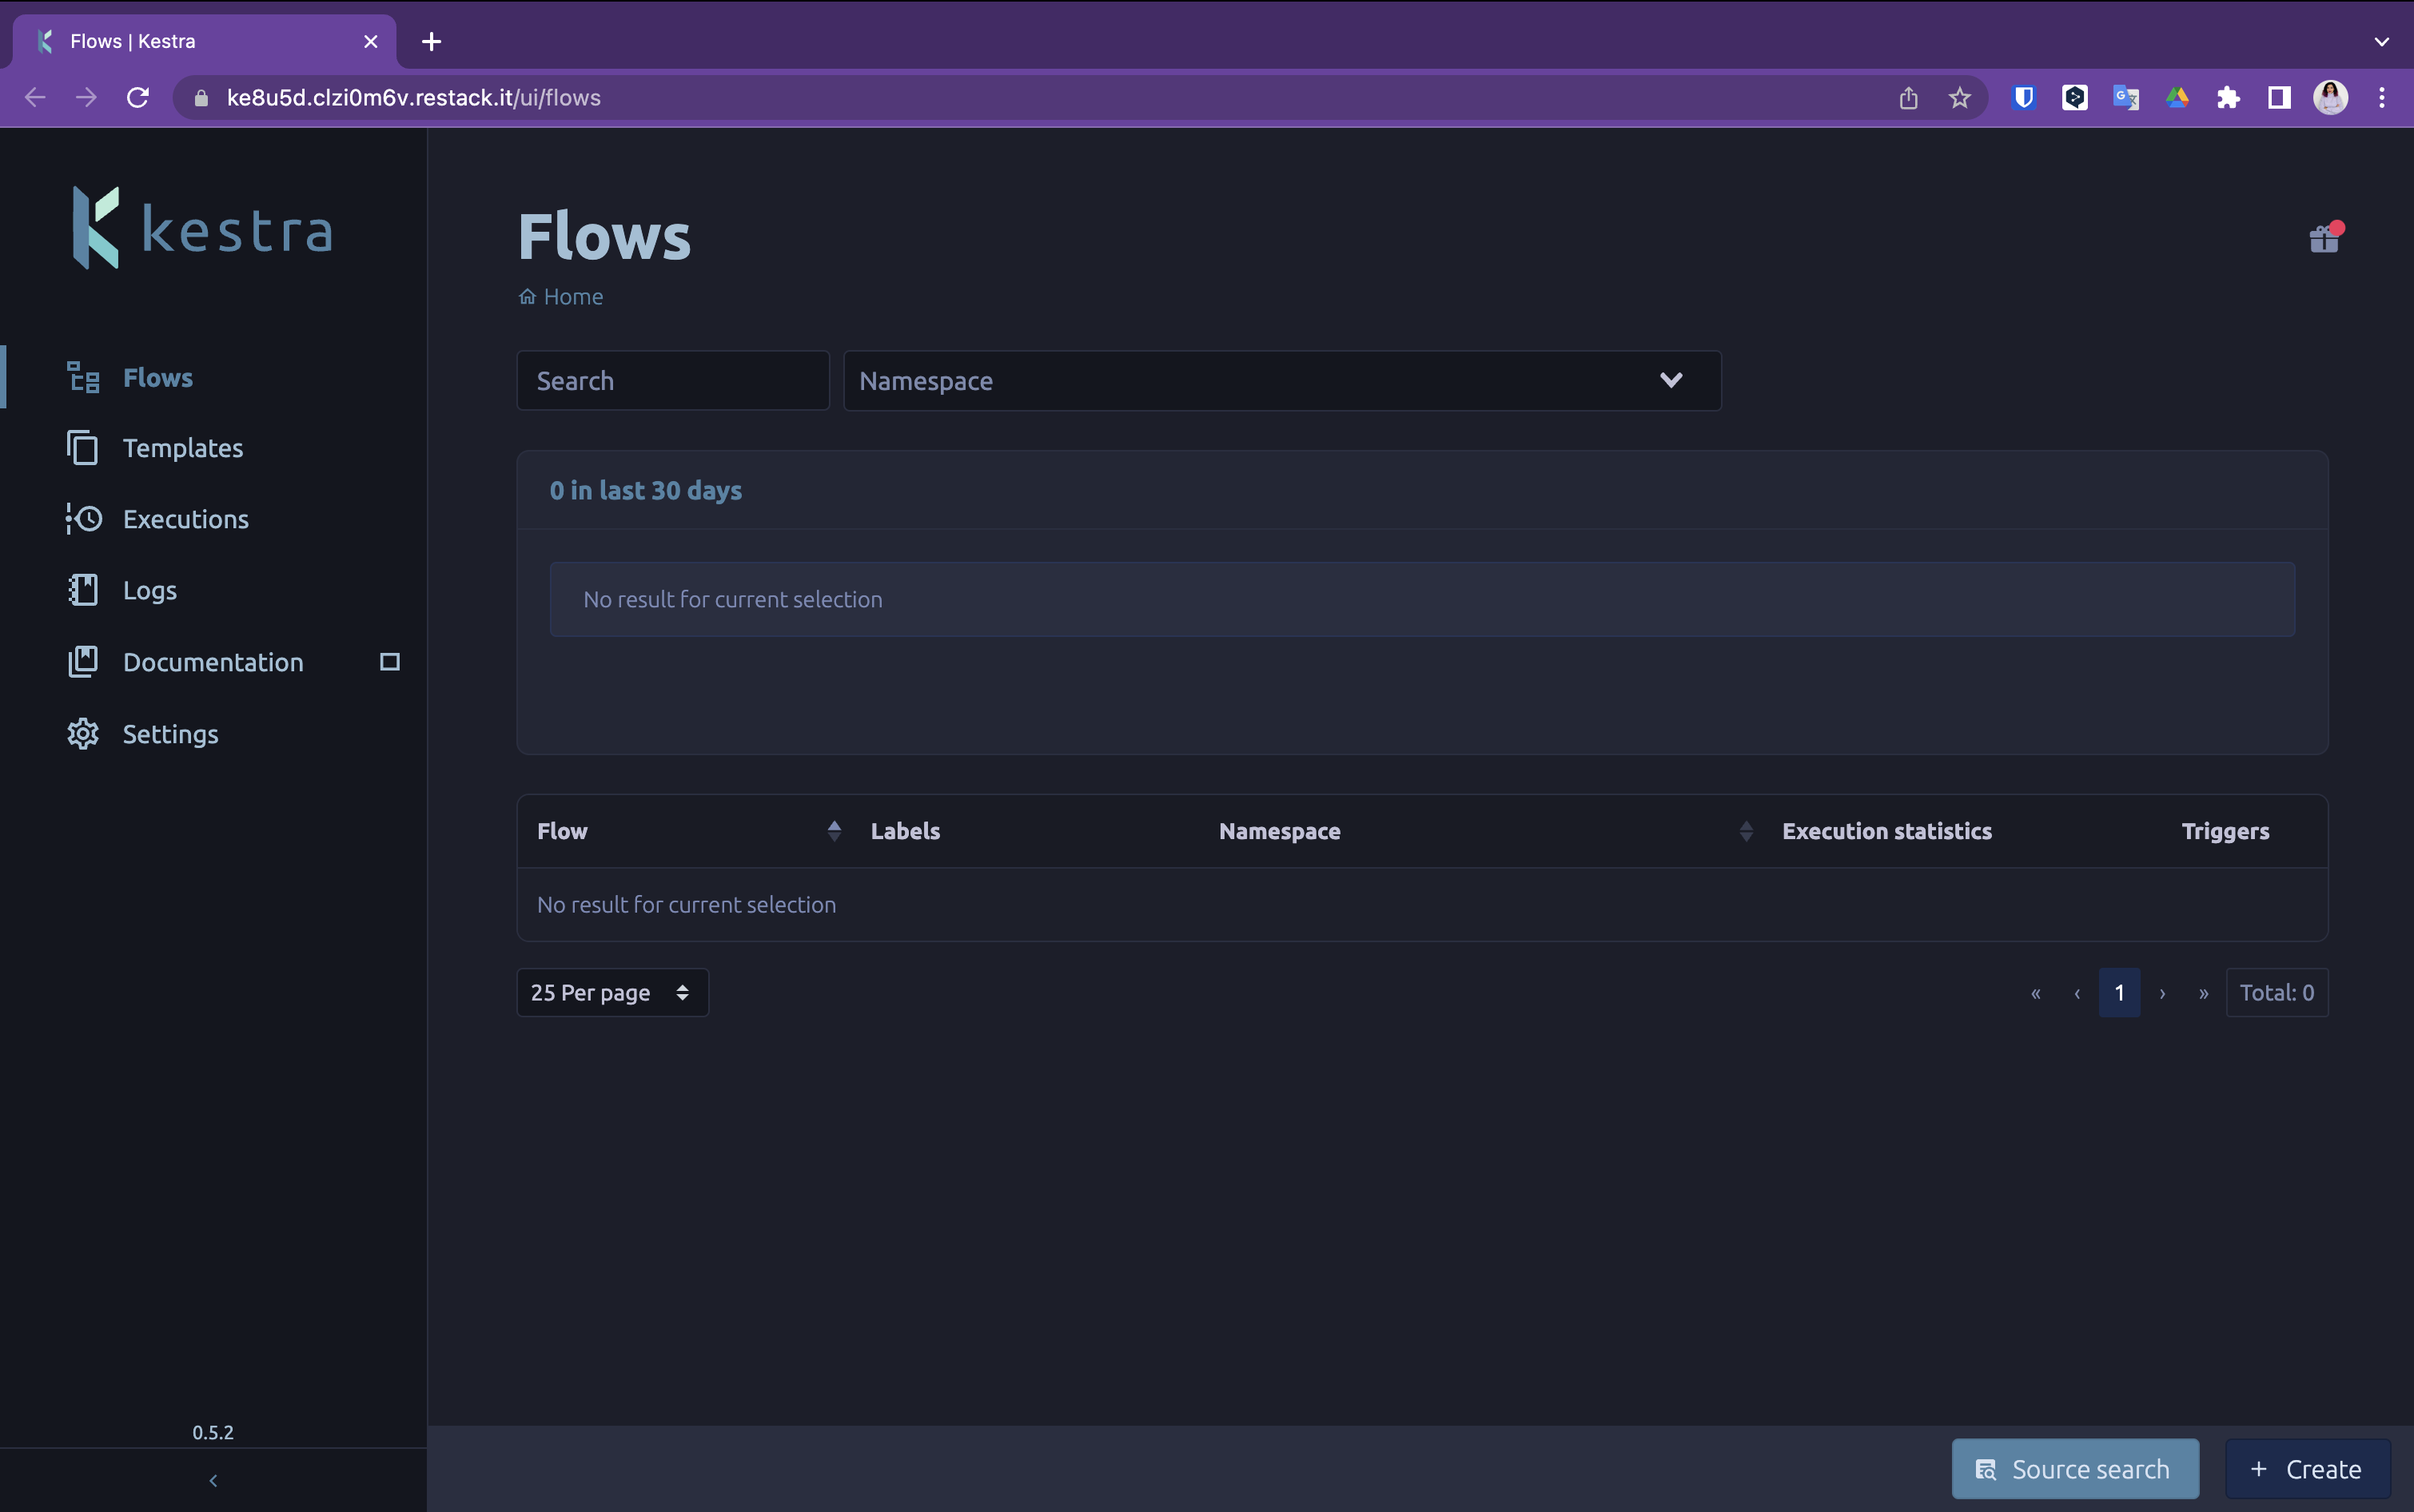 Flows | Kestra
ke8u5d.clzi0m6v.restack.it/ui/flows
kestra
Flows
Templates
Executions
Logs
Documentation
Settings
0.5.2
Flows
Home
Search
Namespace
0 in last 30 days
No result for current selection
Flow Labels Namespace Execution statistics Triggers
No result for current selection
25 Per page
« ‹ 1 › » Total: 0
Source search
+ Create